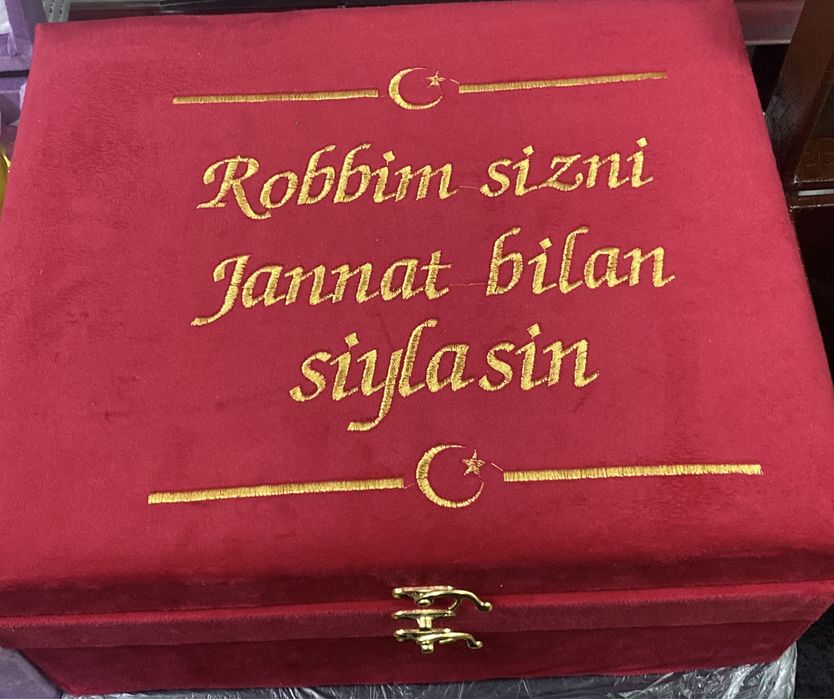 Robbim sizni
Jannat bilan
siylasin